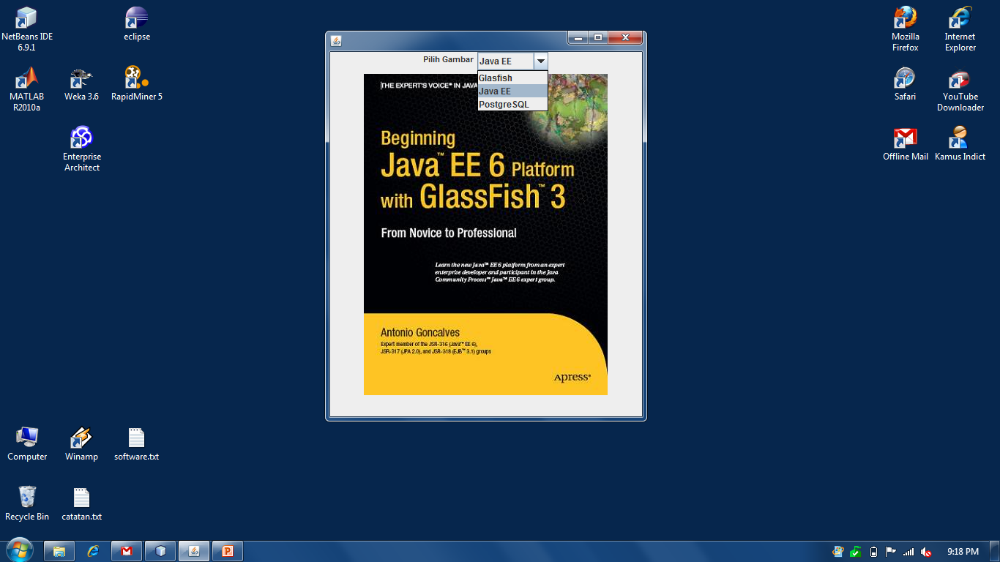 NetBeans IDE
6.9.1
eclipse
MATLAB
R2010a
Weka 3.6
RapidMiner 5
Enterprise
Architect
Pilih Gambar
Java EE
Glasfish
Java EE
PostgreSQL
THE EXPERT'S VOICE® IN JAVA
Beginning
Java™ EE 6 Platform
with GlassFish™ 3
From Novice to Professional
Learn the new Java™ EE 6 platform from an expert
enterprise developer and participant in the Java
Community Process™ Java™ EE 6 expert group.
Antonio Goncalves
Expert member of the JSR-316 (Java™ EE 6),
JSR-317 (JPA 2.0), and JSR-318 (EJB™ 3.1) groups
Apress®
Mozilla
Firefox
Internet
Explorer
Safari
YouTube
Downloader
Offline Mail
Kamus Indict
Computer
Winamp
software.txt
Recycle Bin
catatan.txt
9:18 PM